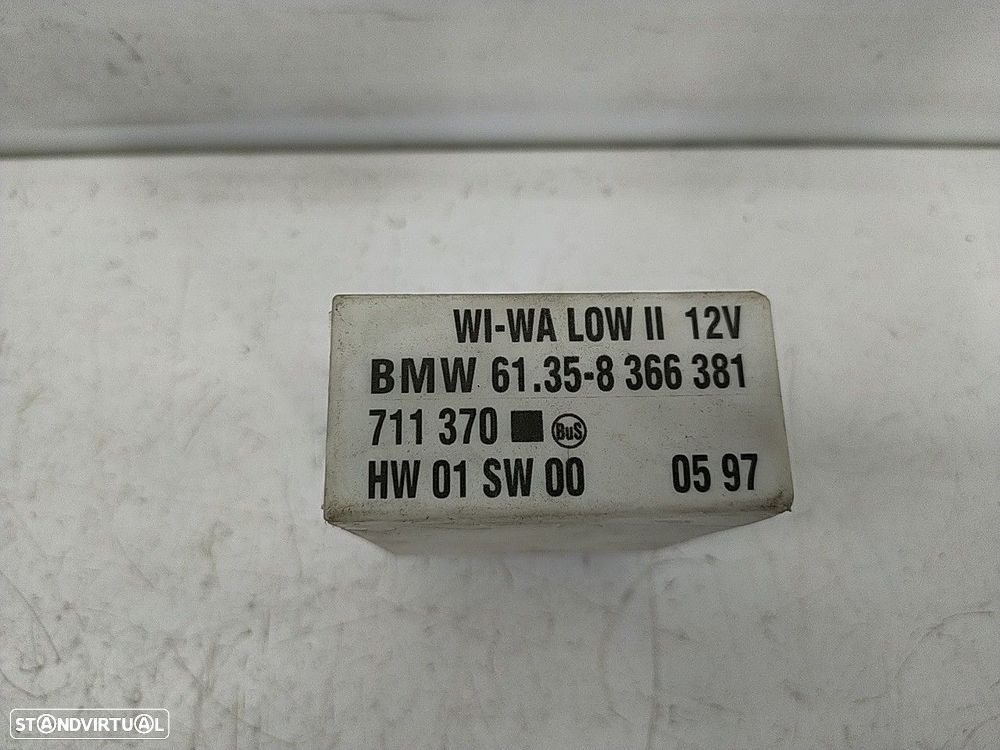 WI-WA LOW II 12V
BMW 61.35-8 366 381
711 370 ■ BuS
HW 01 SW 00 05 97
STANDVIRTUAL